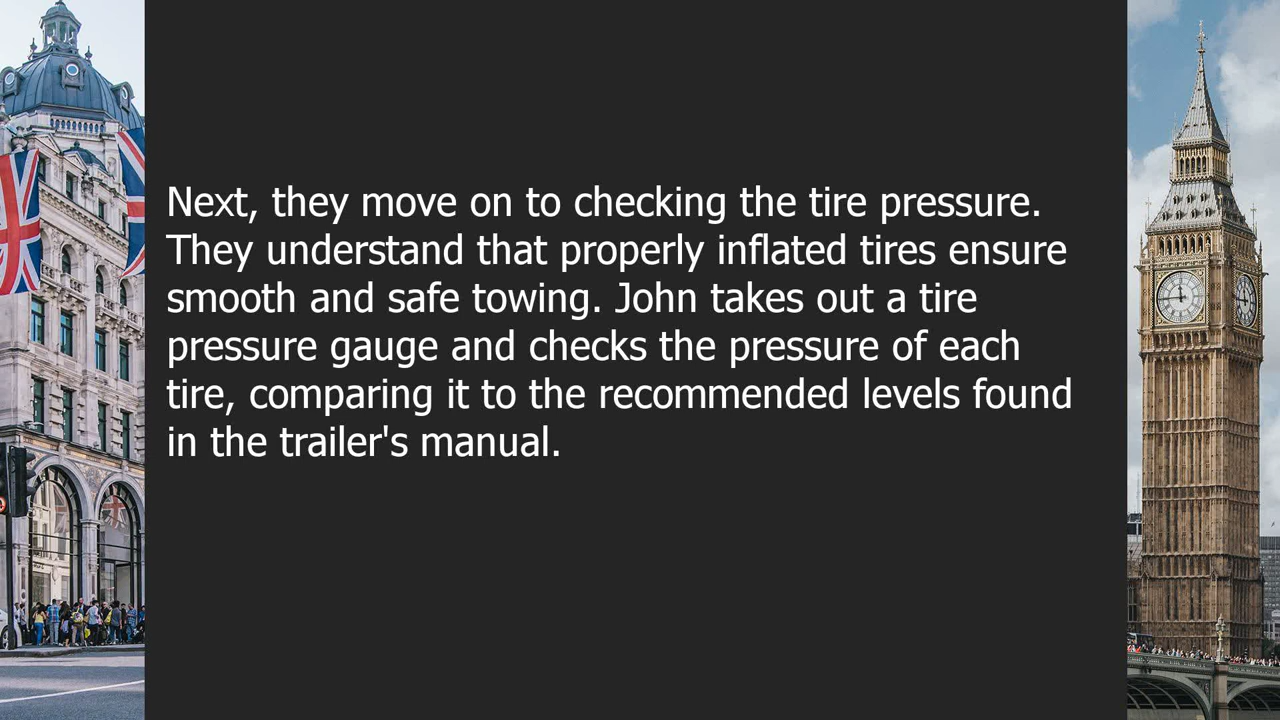 Next, they move on to checking the tire pressure.
They understand that properly inflated tires ensure
smooth and safe towing. John takes out a tire
pressure gauge and checks the pressure of each
tire, comparing it to the recommended levels found
in the trailer's manual.